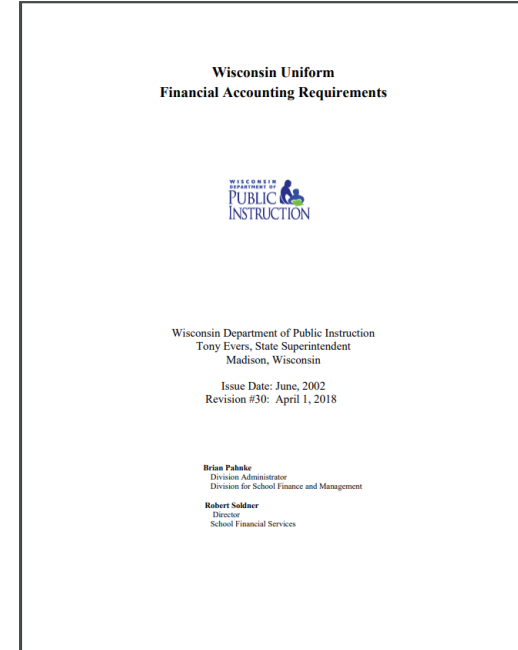 Wisconsin Uniform
Financial Accounting Requirements
WISCONSIN
DEPARTMENT OF
PUBLIC
INSTRUCTION
Wisconsin Department of Public Instruction
Tony Evers, State Superintendent
Madison, Wisconsin
Issue Date: June, 2002
Revision #30: April 1, 2018
Brian Pahnke
Division Administrator
Division for School Finance and Management
Robert Soldner
Director
School Financial Services